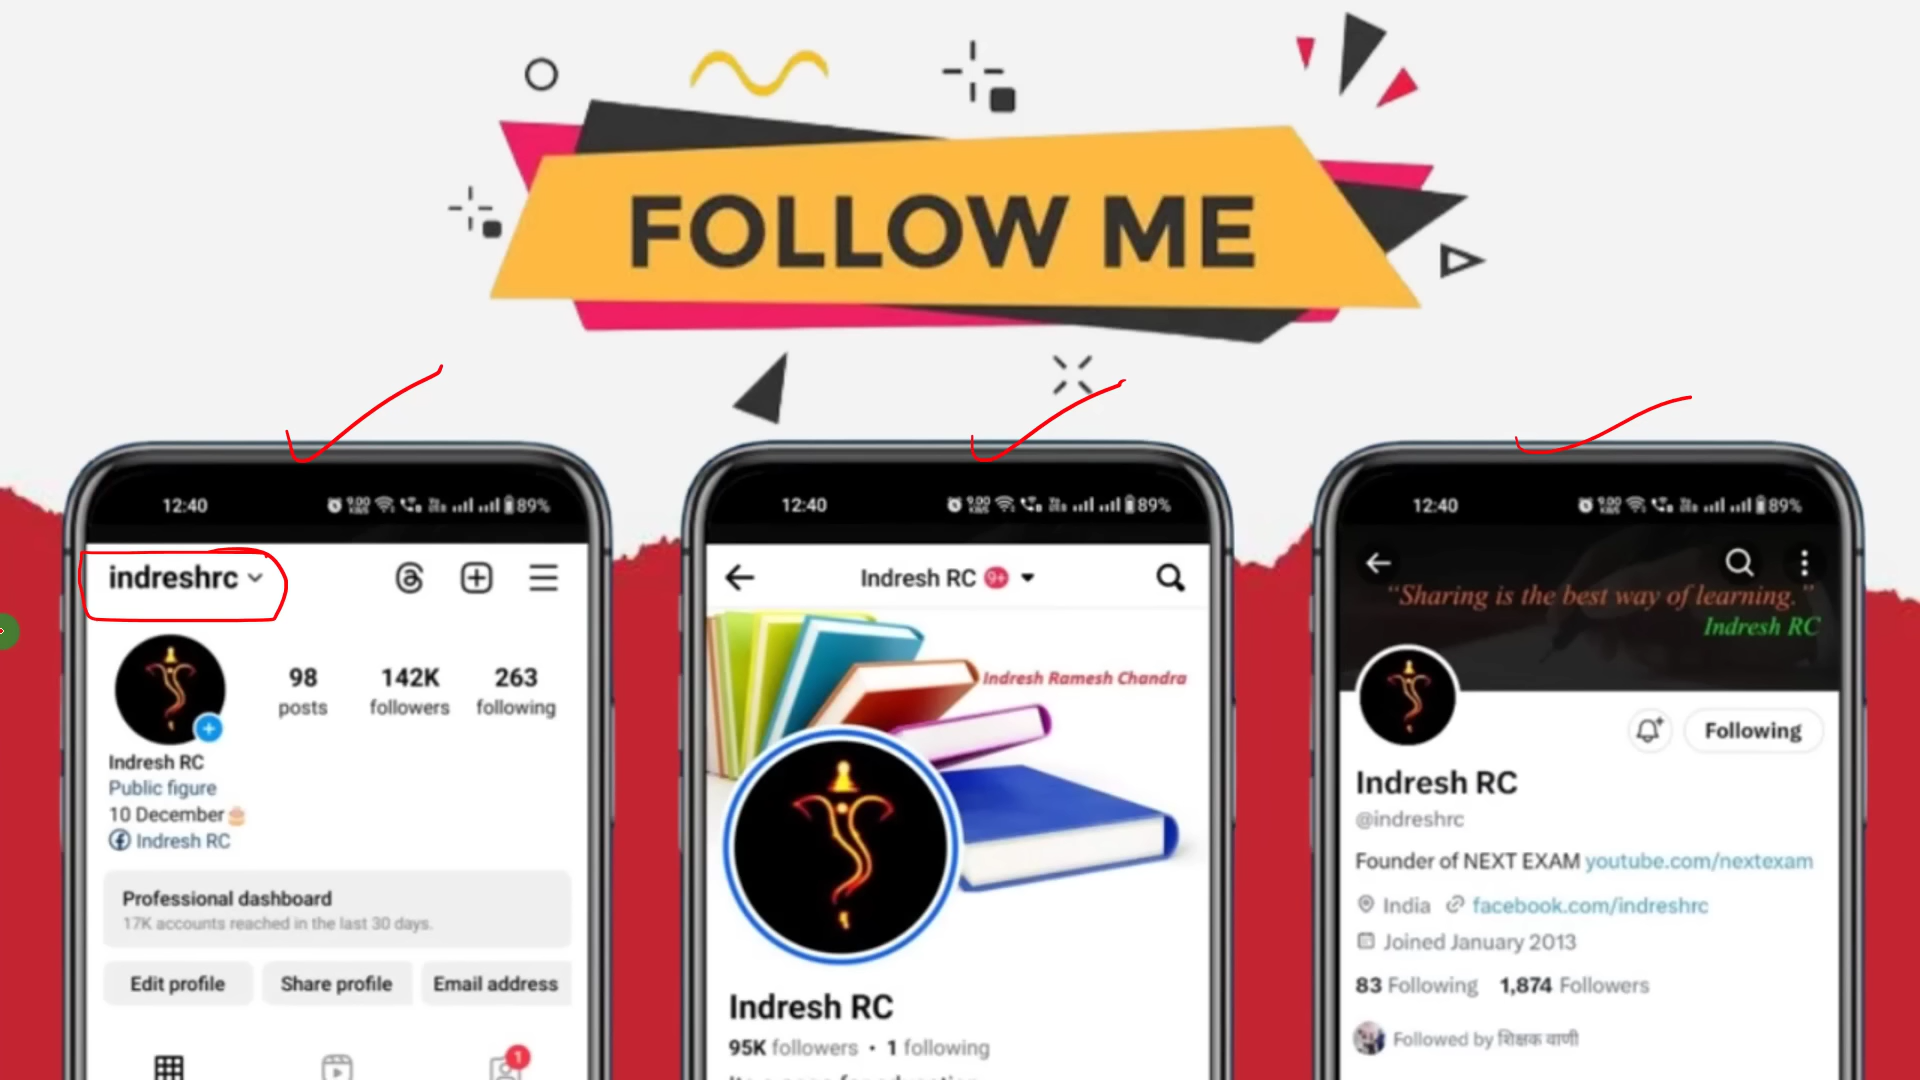 FOLLOW ME
12:40
89%
indreshrc
98
142K
263
posts
followers
following
Indresh RC
Public figure
10 December
Indresh RC
Professional dashboard
17K accounts reached in the last 30 days.
Edit profile
Share profile
Email address
1
12:40
89%
Indresh RC 9+
Indresh Ramesh Chandra
Indresh RC
95K followers • 1 following
12:40
89%
“Sharing is the best way of learning.”
Indresh RC
Following
Indresh RC
@indreshrc
Founder of NEXT EXAM youtube.com/nextexam
India facebook.com/indreshrc
Joined January 2013
83 Following 1,874 Followers
Followed by शिक्षक वाणी